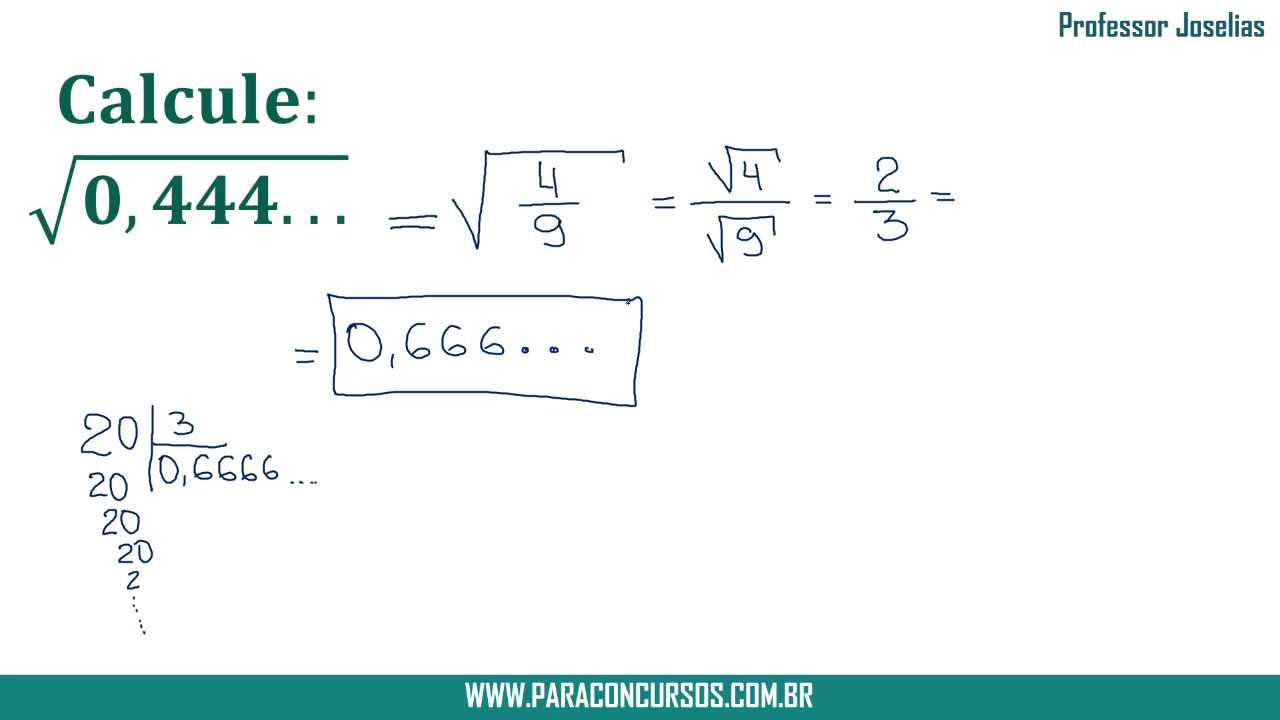 Professor Joselias
Calcule:
√0,444... = √(4/9) = √4/√9 = 2/3 =
= 0,666...
20 | 3
20 0,6666....
20
20
2
......
WWW.PARACONCURSOS.COM.BR